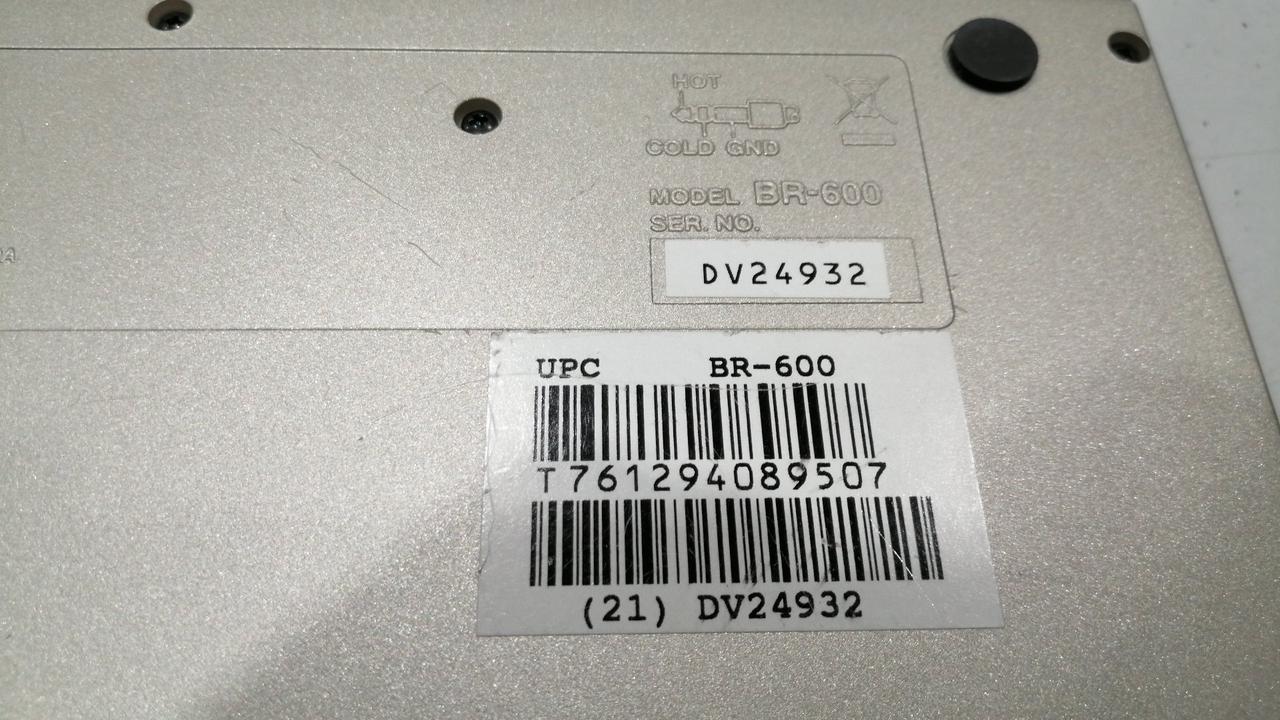 HOT
COLD GND
MODEL BR-600
SER. NO.
DV24932
UPC BR-600
T761294089507
(21) DV24932